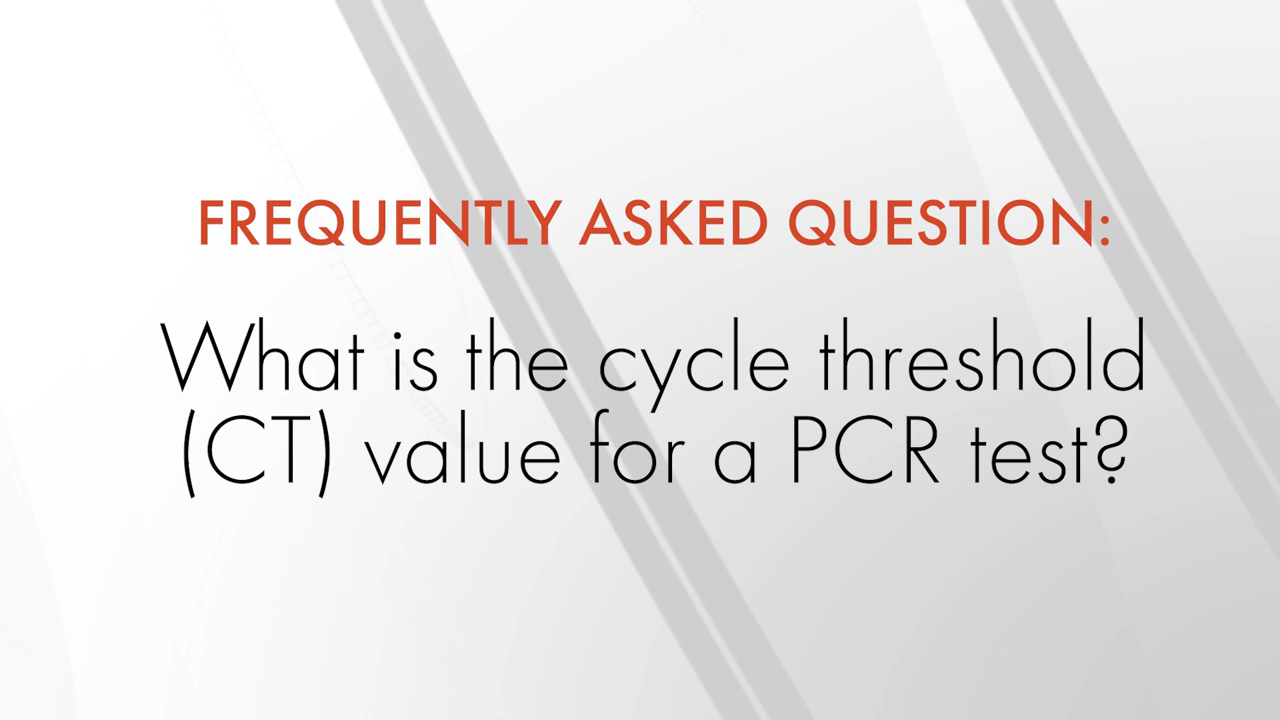 FREQUENTLY ASKED QUESTION:
What is the cycle threshold
(CT) value for a PCR test?